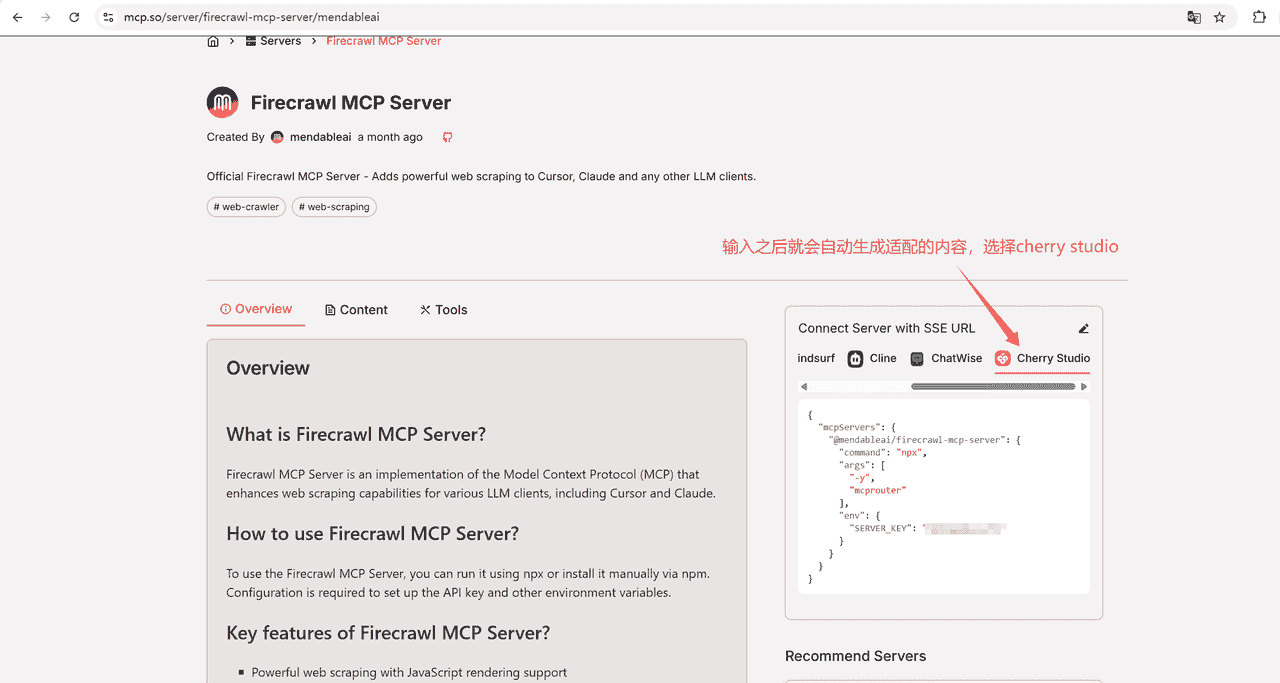 mcp.so/server/firecrawl-mcp-server/mendableai
Servers > Firecrawl MCP Server
Firecrawl MCP Server
Created By mendableai a month ago
Official Firecrawl MCP Server - Adds powerful web scraping to Cursor, Claude and any other LLM clients.
# web-crawler # web-scraping
输入之后就会自动生成适配的内容，选择cherry studio
Overview Content Tools
Overview
What is Firecrawl MCP Server?
Firecrawl MCP Server is an implementation of the Model Context Protocol (MCP) that
enhances web scraping capabilities for various LLM clients, including Cursor and Claude.
How to use Firecrawl MCP Server?
To use the Firecrawl MCP Server, you can run it using npx or install it manually via npm.
Configuration is required to set up the API key and other environment variables.
Key features of Firecrawl MCP Server?
▪ Powerful web scraping with JavaScript rendering support
Connect Server with SSE URL
indsurf Cline ChatWise Cherry Studio
{
"mcpServers": {
"@mendableai/firecrawl-mcp-server": {
"command": "npx",
"args": [
"-y",
"mcprouter"
],
"env": {
"SERVER_KEY": "
}
}
}
}
Recommend Servers